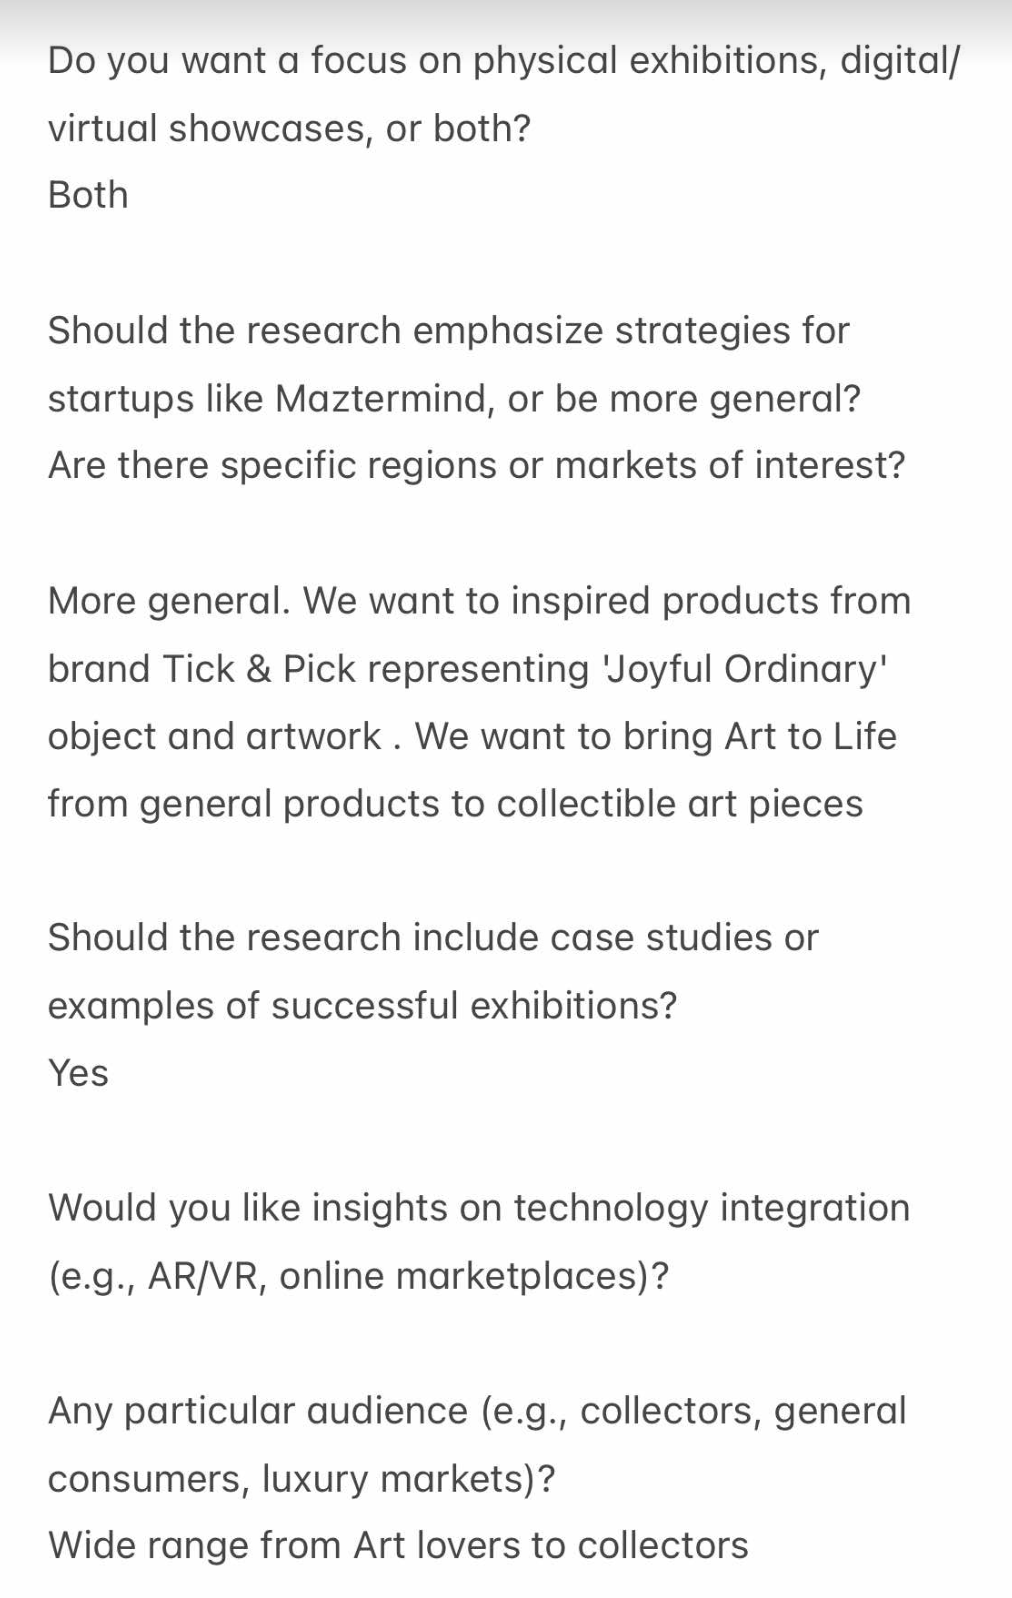 Do you want a focus on physical exhibitions, digital/
virtual showcases, or both?
Both
Should the research emphasize strategies for
startups like Maztermind, or be more general?
Are there specific regions or markets of interest?
More general. We want to inspired products from
brand Tick & Pick representing 'Joyful Ordinary'
object and artwork . We want to bring Art to Life
from general products to collectible art pieces
Should the research include case studies or
examples of successful exhibitions?
Yes
Would you like insights on technology integration
(e.g., AR/VR, online marketplaces)?
Any particular audience (e.g., collectors, general
consumers, luxury markets)?
Wide range from Art lovers to collectors